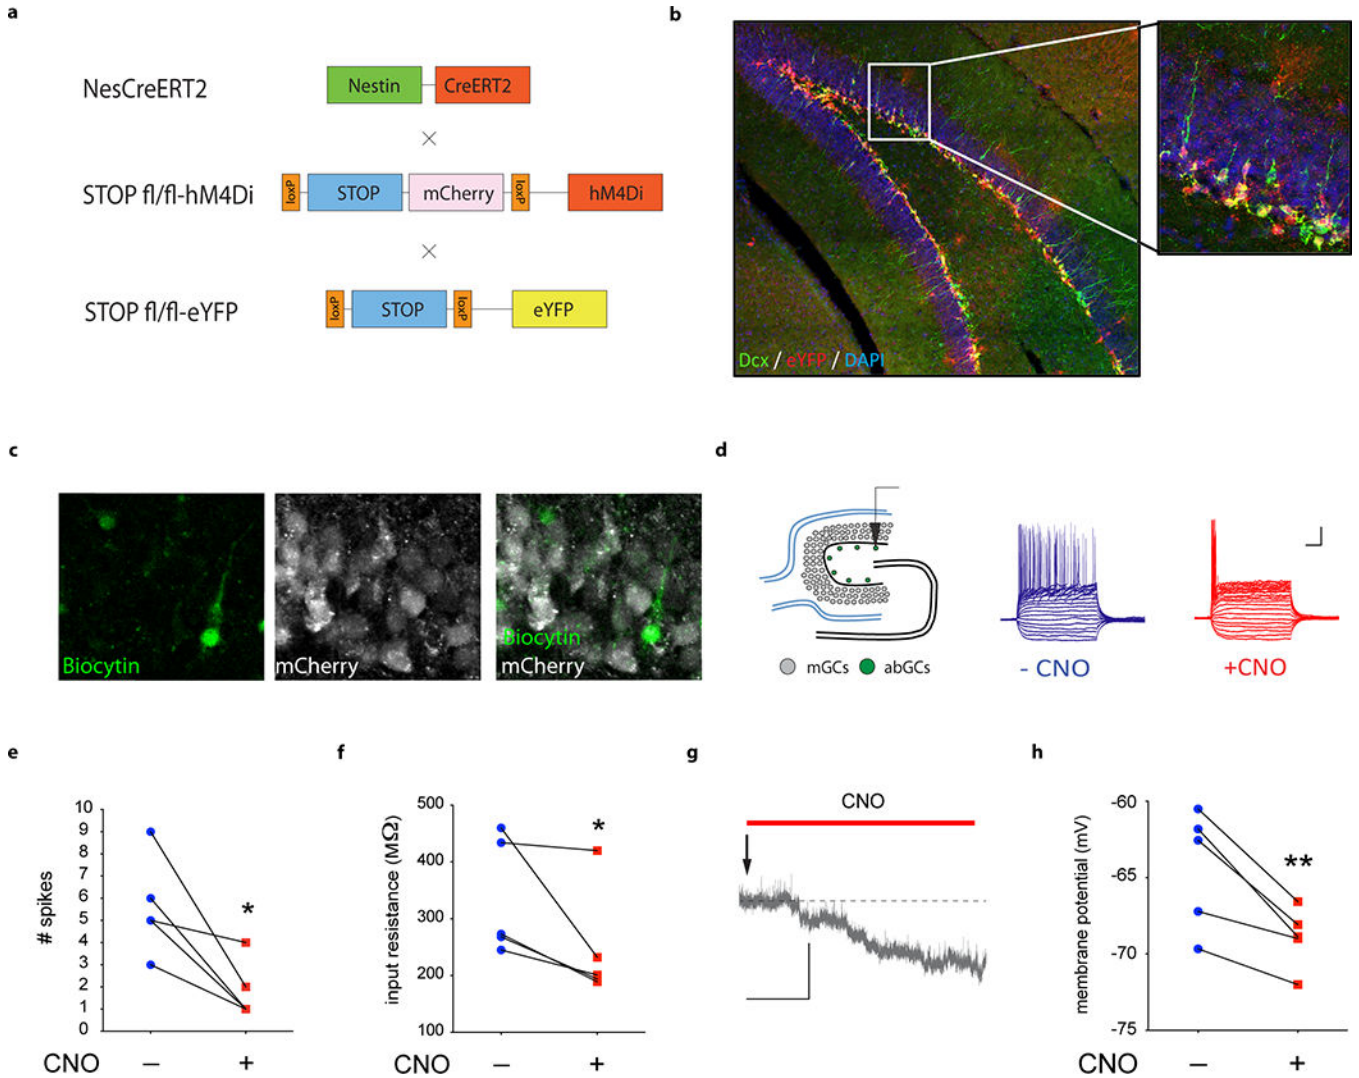 a
NesCreERT2
Nestin
CreERT2
×
STOP fl/fl-hM4Di
loxP
STOP
mCherry
loxP
hM4Di
×
STOP fl/fl-eYFP
loxP
STOP
loxP
eYFP
b
Dcx / eYFP / DAPI
c
Biocytin
mCherry
Biocytin
mCherry
d
mGCs
abGCs
- CNO
+CNO
e
# spikes
10
9
8
7
6
5
4
3
2
1
0
*
CNO – +
f
input resistance (MΩ)
500
400
300
200
100
*
CNO – +
g
CNO
h
membrane potential (mV)
-60
-65
-70
-75
**
CNO – +